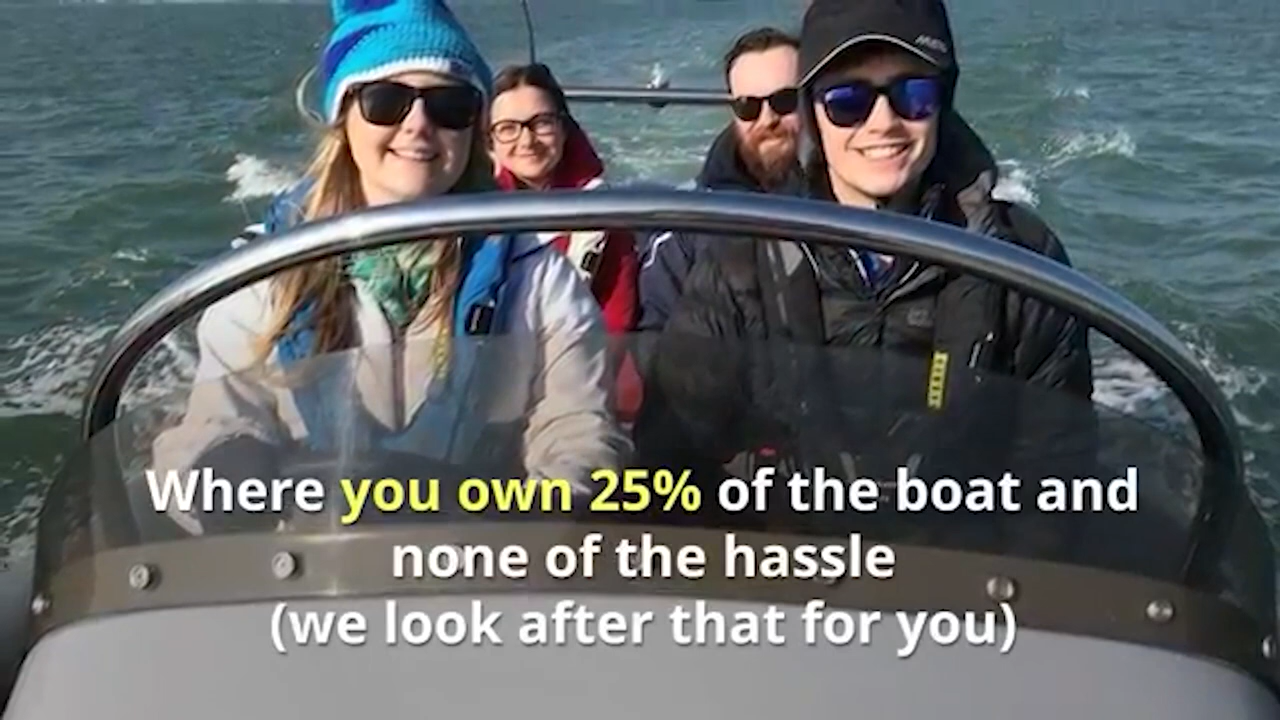 Where you own 25% of the boat and
none of the hassle
(we look after that for you)